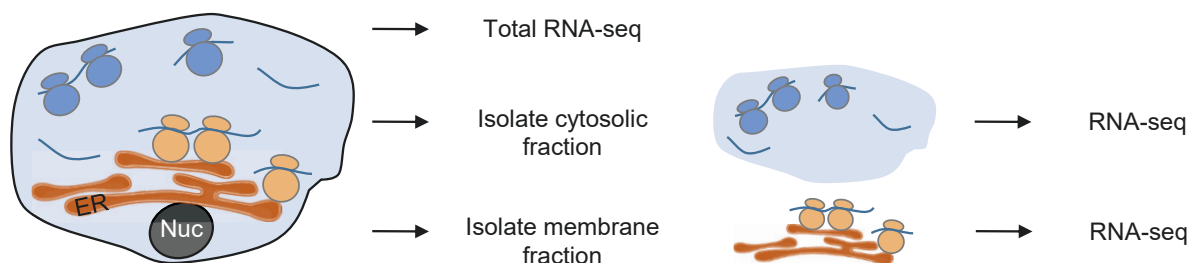 Total RNA-seq
Isolate cytosolic
fraction
RNA-seq
ER
Nuc
Isolate membrane
fraction
RNA-seq